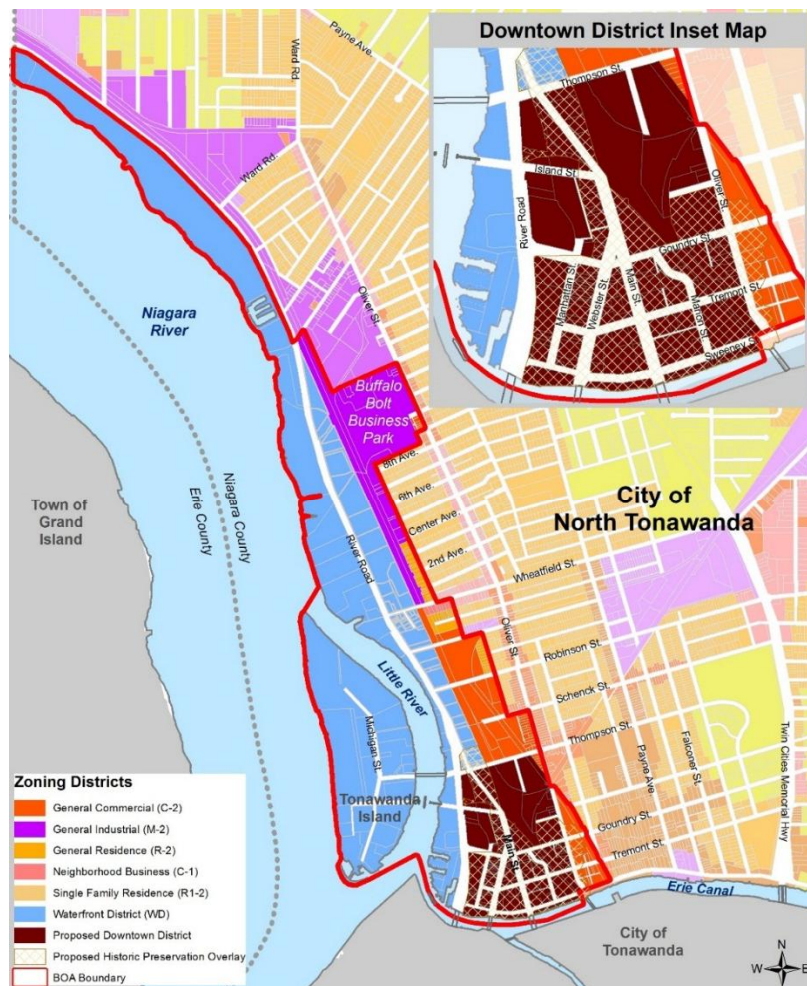 Downtown District Inset Map
Thompson St.
Island St.
River Road
Oliver St.
Goundry St.
Manhattan St.
Webster St.
Main St.
Marion St.
Tremont St.
Sweeney S
Payne Ave.
Ward Rd.
Ward Rd.
Oliver St.
Niagara
River
Buffalo
Bolt
Business
Park
8th Ave.
6th Ave.
Center Ave.
2nd Ave.
City of
North Tonawanda
Town of
Grand
Island
Niagara County
Erie County
River Road
Wheatfield St.
Oliver St.
Robinson St.
Little River
Schenck St.
Thompson St.
Michigan St.
Payne Ave.
Falconer St.
Twin Cities Memorial Hwy
Tonawanda
Island
Main St.
Goundry St.
Tremont St.
Erie Canal
City of
Tonawanda
N
W E
S
Zoning Districts
General Commercial (C-2)
General Industrial (M-2)
General Residence (R-2)
Neighborhood Business (C-1)
Single Family Residence (R1-2)
Waterfront District (WD)
Proposed Downtown District
Proposed Historic Preservation Overlay
BOA Boundary